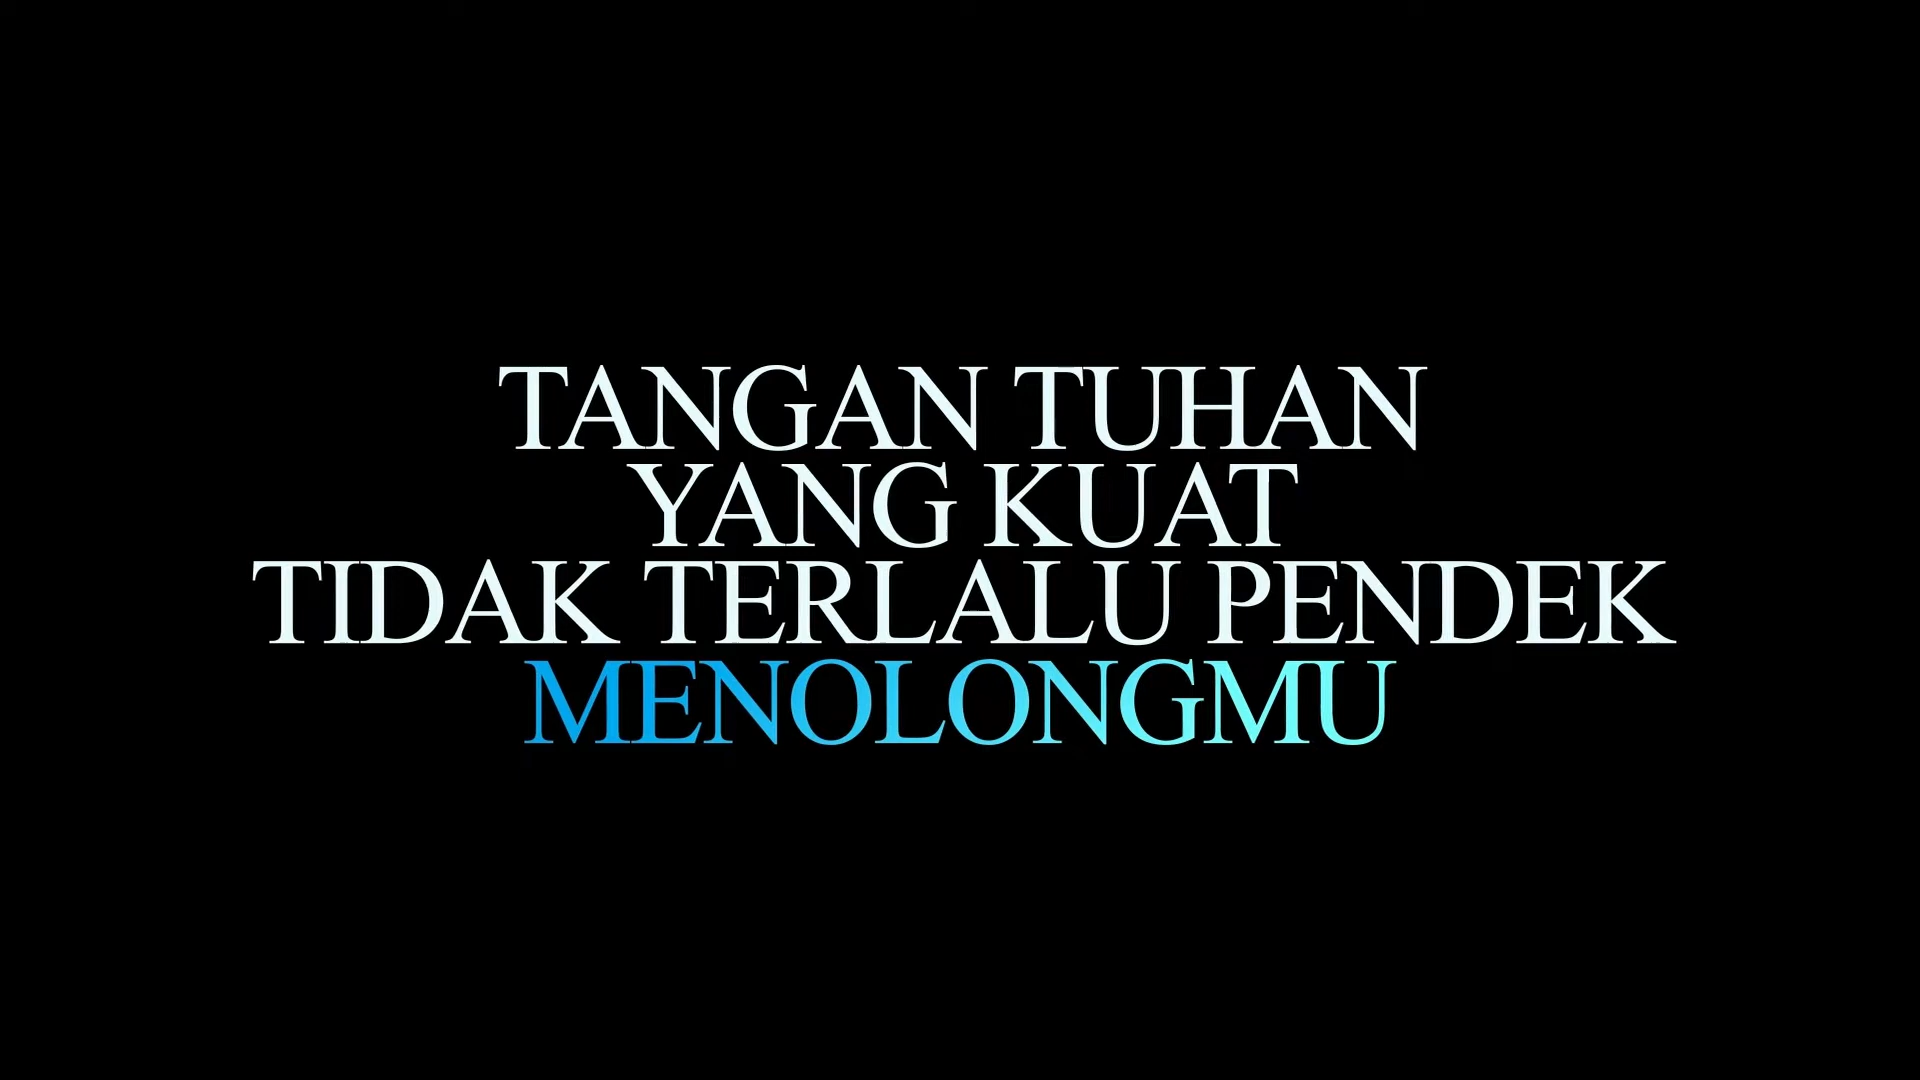 TANGAN TUHAN
YANG KUAT
TIDAK TERLALU PENDEK
MENOLONGMU